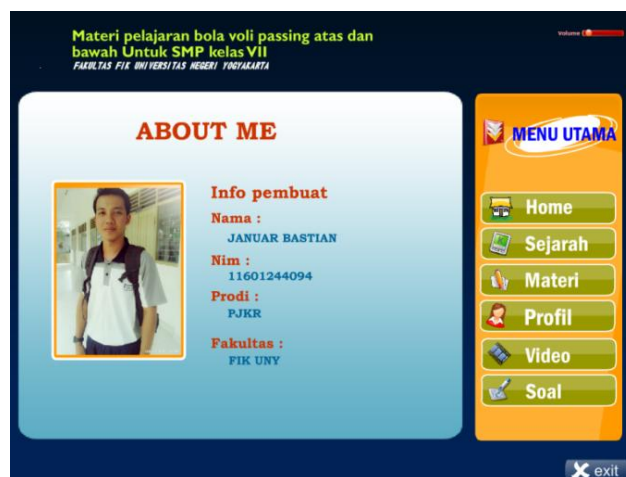 Materi pelajaran bola voli passing atas dan
bawah Untuk SMP kelas VII
FAKULTAS FIK UNIVERSITAS NEGERI YOGYAKARTA
Volume
ABOUT ME
Info pembuat
Nama :
JANUAR BASTIAN
Nim :
11601244094
Prodi :
PJKR
Fakultas :
FIK UNY
MENU UTAMA
Home
Sejarah
Materi
Profil
Video
Soal
exit